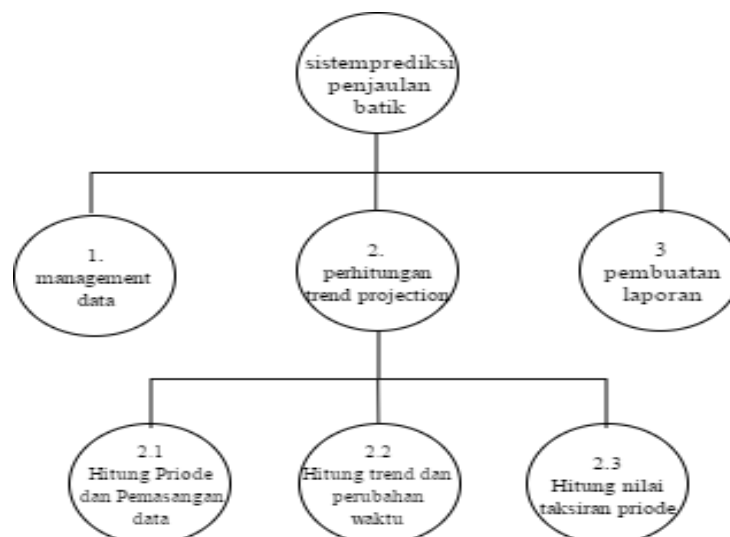 sistemprediksi
penjaulan
batik
1.
management
data
2.
perhitungan
trend projection
3
pembuatan
laporan
2.1
Hitung Priode
dan Pemasangan
data
2.2
Hitung trend dan
perubahan
waktu
2.3
Hitung nilai
taksiran priode